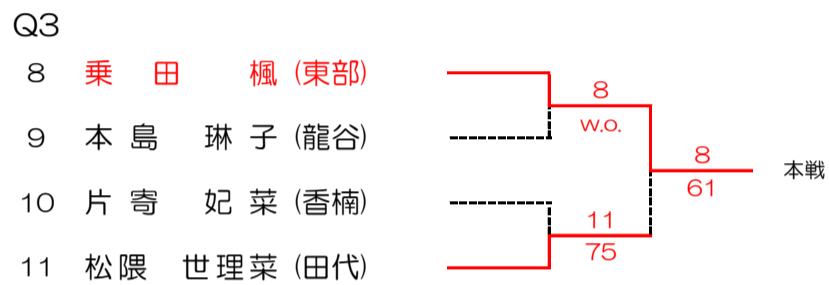 Q3
8 乗田 楓 (東部)
9 本島 琳子 (龍谷)
10 片寄 妃菜 (香楠)
11 松隈 世理菜 (田代)
8
w.o.
8
61
本戦
11
75